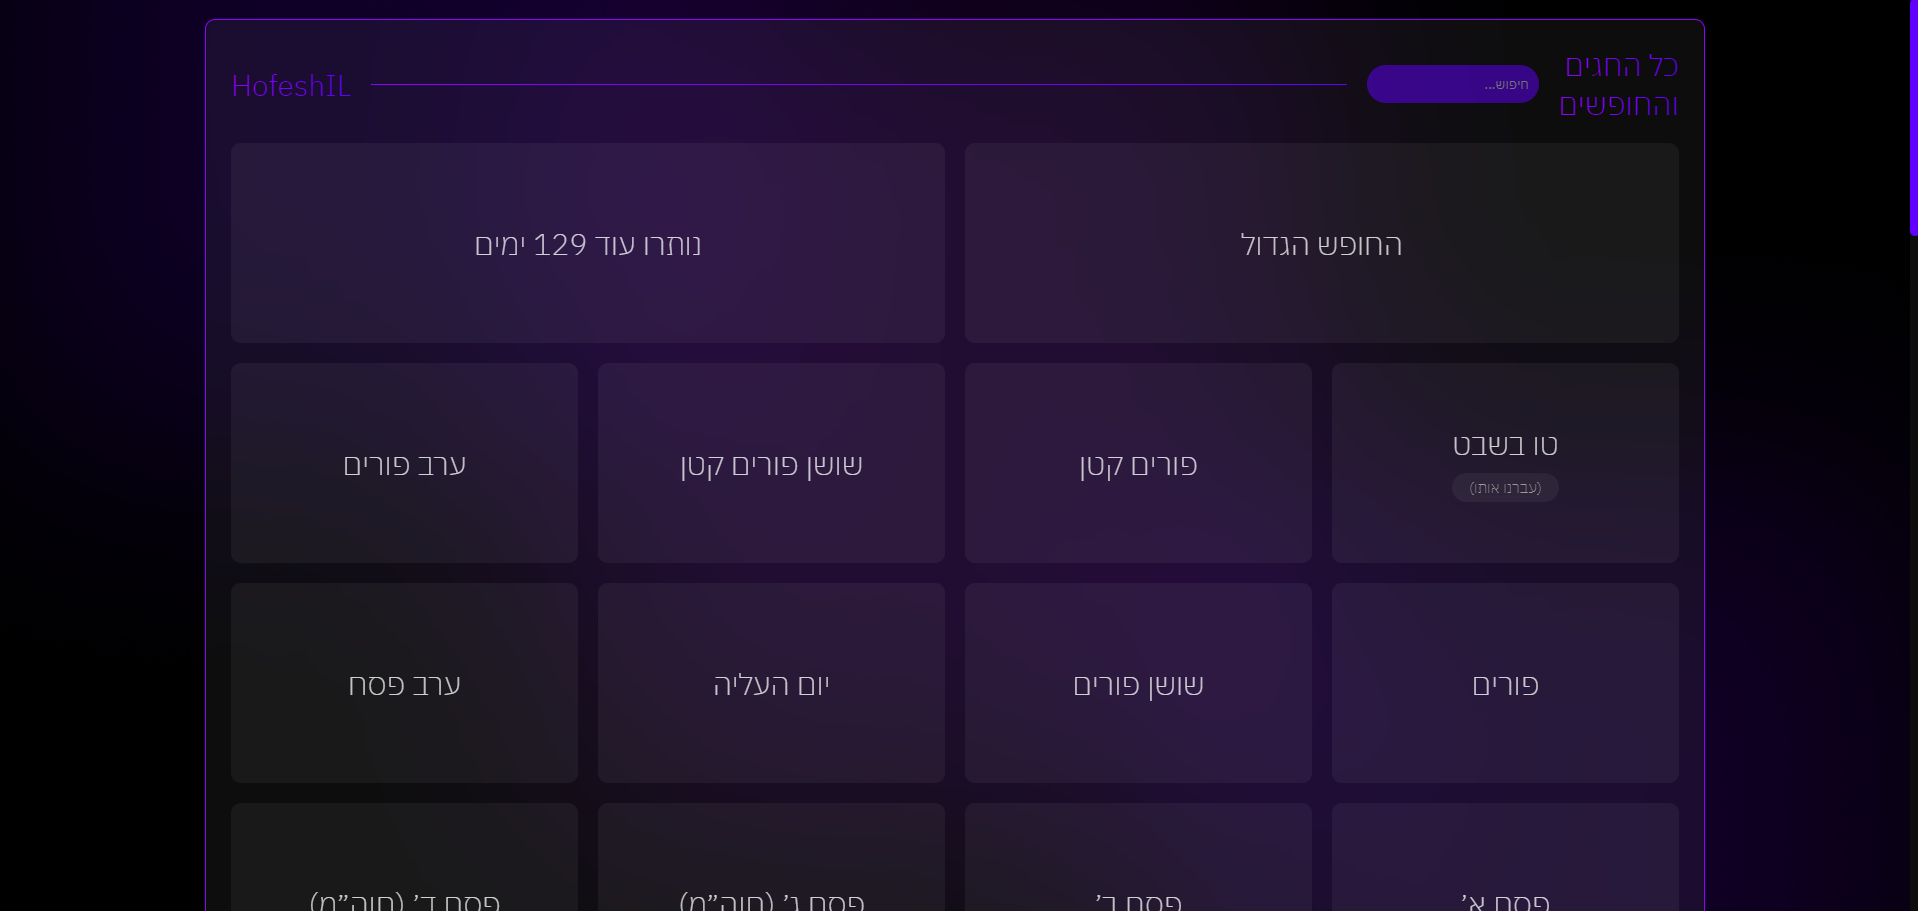 כל החגים
והחופשים
חיפוש...
HofeshIL
החופש הגדול
נותרו עוד 129 ימים
טו בשבט
(עברנו אותו)
פורים קטן
שושן פורים קטן
ערב פורים
פורים
שושן פורים
יום העליה
ערב פסח
פסח א׳
פסח ב׳
פסח ג׳ (חוה״מ)
פסח ד׳ (חוה״מ)